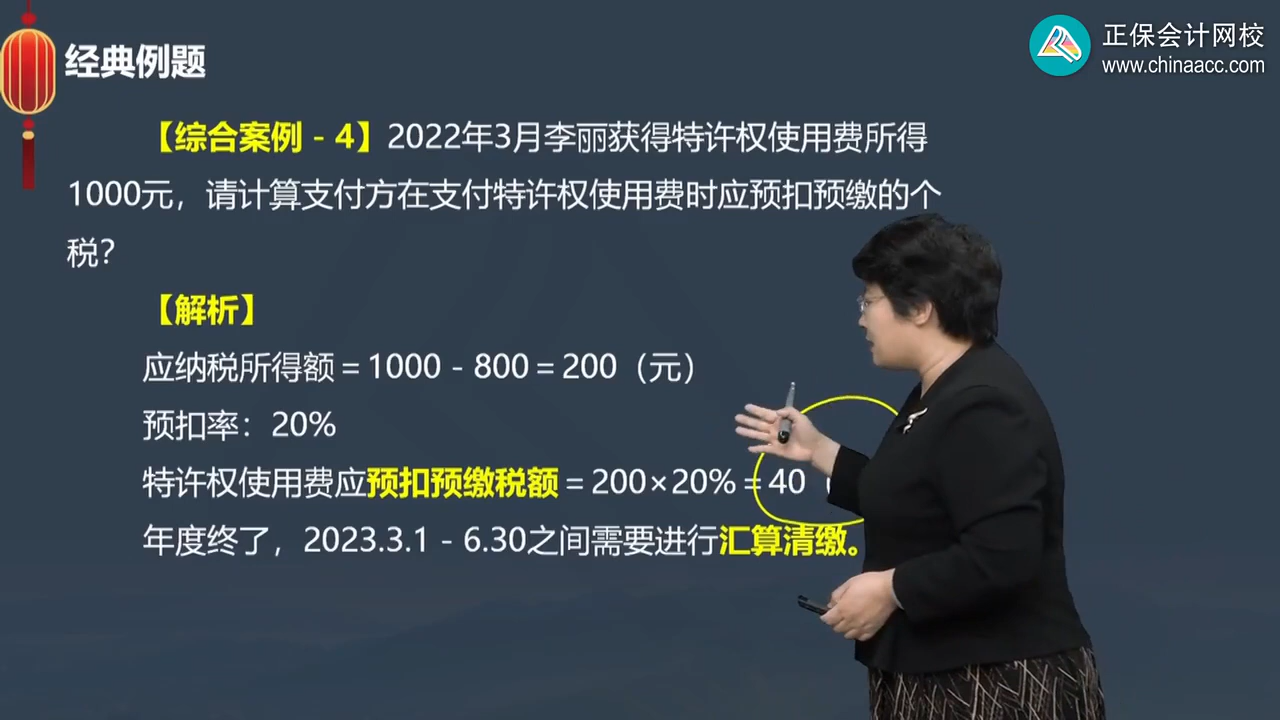 经典例题
正保会计网校
www.chinaacc.com
【综合案例－4】2022年3月李丽获得特许权使用费所得
1000元，请计算支付方在支付特许权使用费时应预扣预缴的个
税？
【解析】
应纳税所得额＝1000－800＝200（元）
预扣率：20%
特许权使用费应预扣预缴税额＝200×20%＝40（
年度终了，2023.3.1－6.30之间需要进行汇算清缴。